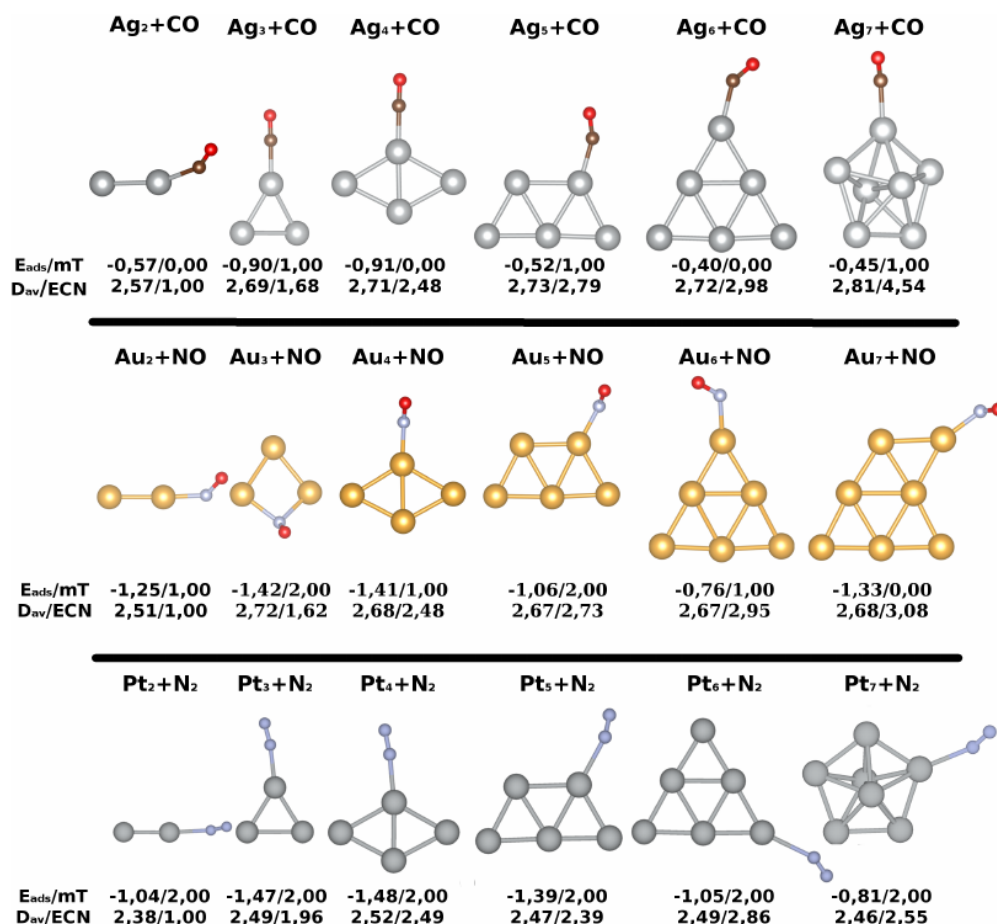 Ag₂+CO Ag₃+CO Ag₄+CO Ag₅+CO Ag₆+CO Ag₇+CO
Eads/mT -0,57/0,00 -0,90/1,00 -0,91/0,00 -0,52/1,00 -0,40/0,00 -0,45/1,00
Dav/ECN 2,57/1,00 2,69/1,68 2,71/2,48 2,73/2,79 2,72/2,98 2,81/4,54
Au₂+NO Au₃+NO Au₄+NO Au₅+NO Au₆+NO Au₇+NO
Eads/mT -1,25/1,00 -1,42/2,00 -1,41/1,00 -1,06/2,00 -0,76/1,00 -1,33/0,00
Dav/ECN 2,51/1,00 2,72/1,62 2,68/2,48 2,67/2,73 2,67/2,95 2,68/3,08
Pt₂+N₂ Pt₃+N₂ Pt₄+N₂ Pt₅+N₂ Pt₆+N₂ Pt₇+N₂
Eads/mT -1,04/2,00 -1,47/2,00 -1,48/2,00 -1,39/2,00 -1,05/2,00 -0,81/2,00
Dav/ECN 2,38/1,00 2,49/1,96 2,52/2,49 2,47/2,39 2,49/2,86 2,46/2,55